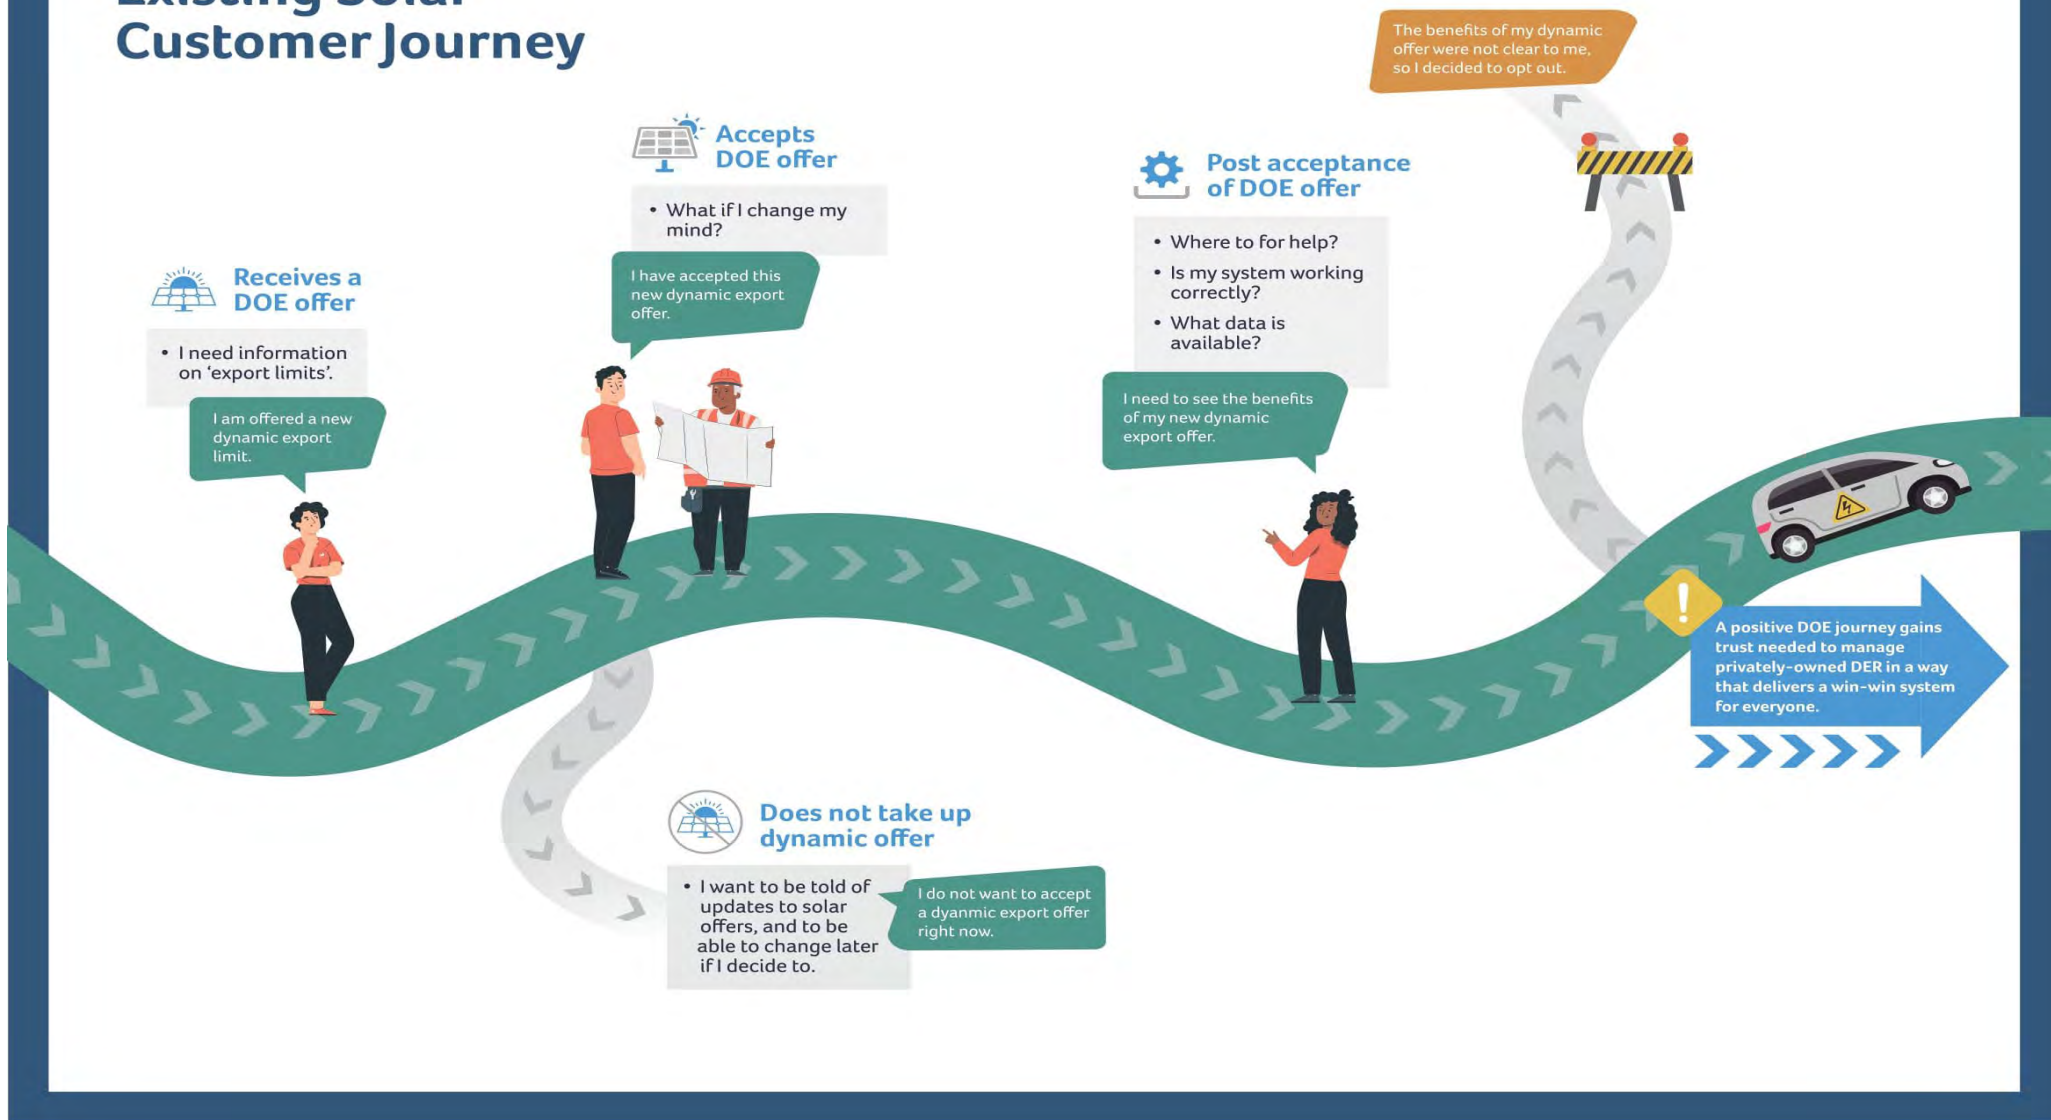 Existing Solar
Customer Journey
The benefits of my dynamic
offer were not clear to me,
so I decided to opt out.
Accepts
DOE offer
• What if I change my
mind?
I have accepted this
new dynamic export
offer.
Post acceptance
of DOE offer
• Where to for help?
• Is my system working
correctly?
• What data is
available?
I need to see the benefits
of my new dynamic
export offer.
Receives a
DOE offer
• I need information
on ‘export limits’.
I am offered a new
dynamic export
limit.
!
A positive DOE journey gains
trust needed to manage
privately-owned DER in a way
that delivers a win-win system
for everyone.
Does not take up
dynamic offer
• I want to be told of
updates to solar
offers, and to be
able to change later
if I decide to.
I do not want to accept
a dyanmic export offer
right now.